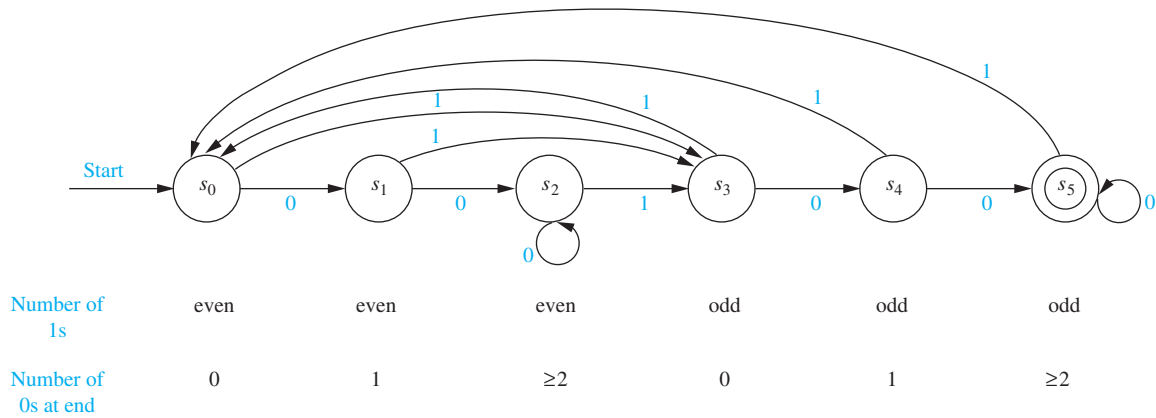 1
1
1
1
1
Start
s0
s1
s2
s3
s4
s5
0
0
1
0
0
0
0
Number of 1s
even
even
even
odd
odd
odd
Number of 0s at end
0
1
≥2
0
1
≥2